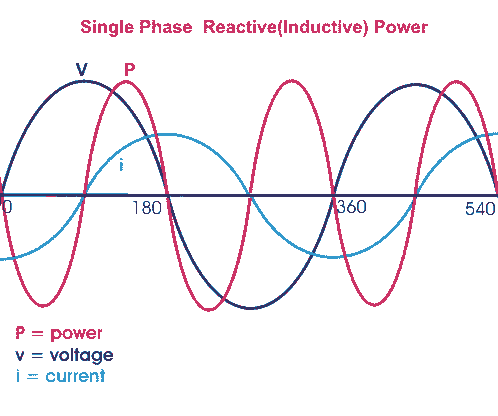 Single Phase Reactive(Inductive) Power
V P
i
0 180 360 540
P = power
v = voltage
i = current